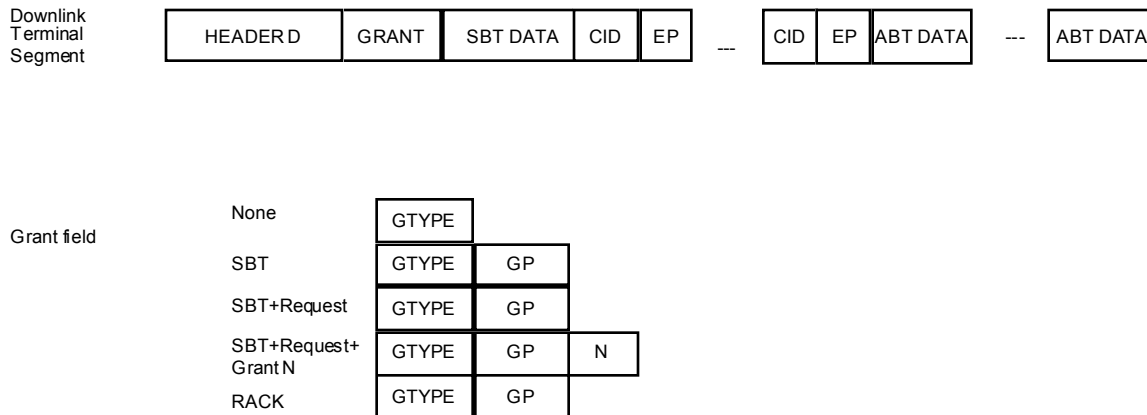 Downlink
Terminal
Segment
HEADER D GRANT SBT DATA CID EP --- CID EP ABT DATA --- ABT DATA
Grant field
None GTYPE
SBT GTYPE GP
SBT+Request GTYPE GP
SBT+Request+
Grant N GTYPE GP N
RACK GTYPE GP